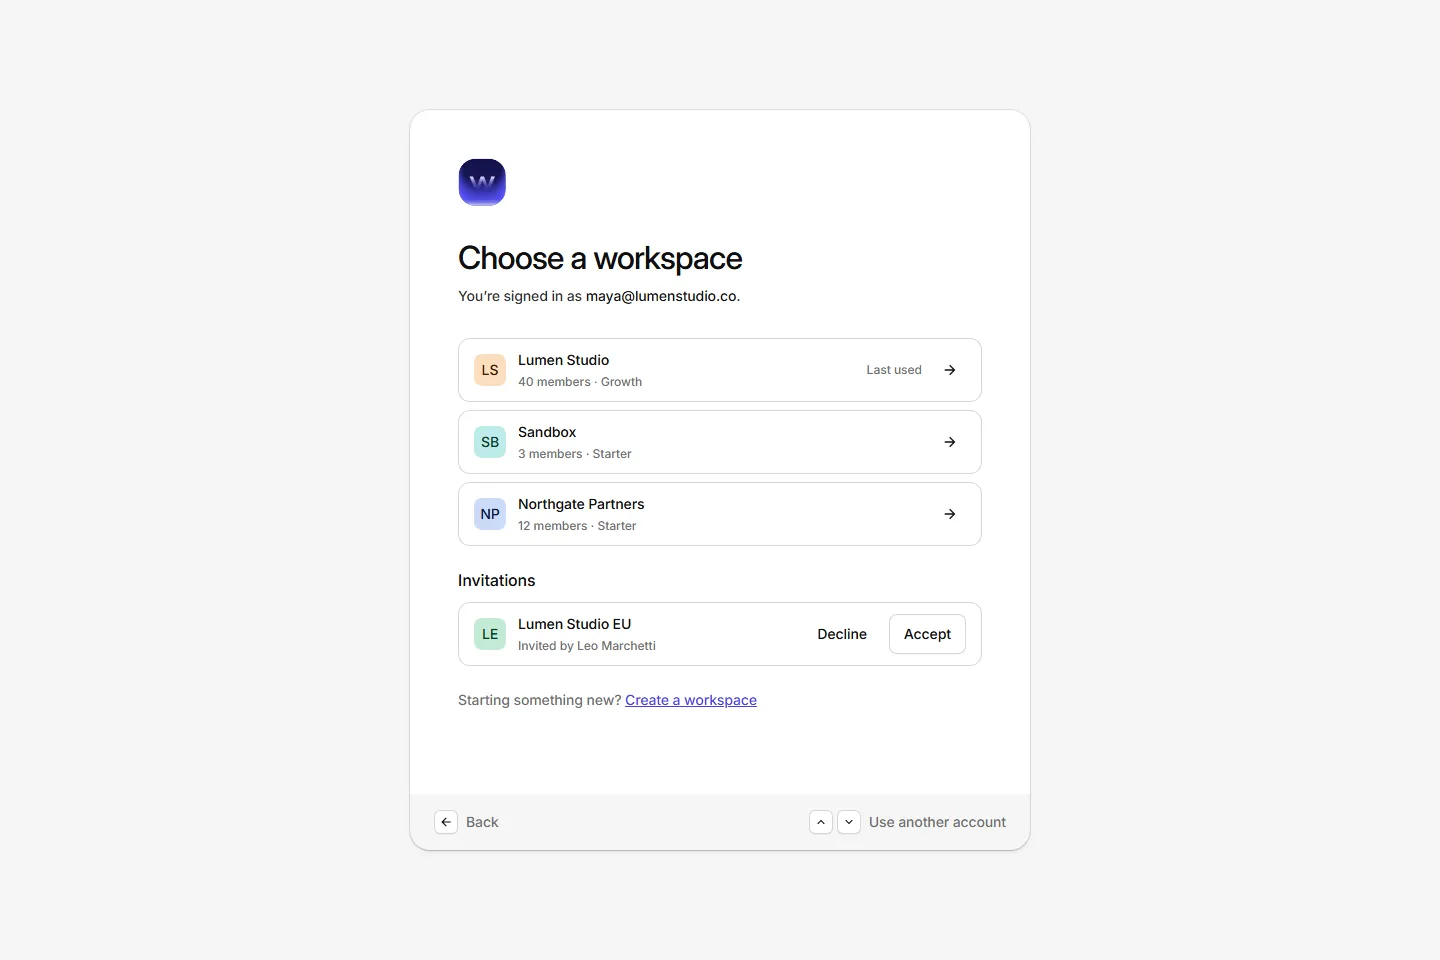 W
Choose a workspace
You’re signed in as maya@lumenstudio.co.
LS
Lumen Studio
40 members · Growth
Last used
SB
Sandbox
3 members · Starter
NP
Northgate Partners
12 members · Starter
Invitations
LE
Lumen Studio EU
Invited by Leo Marchetti
Decline
Accept
Starting something new? Create a workspace
Back
Use another account